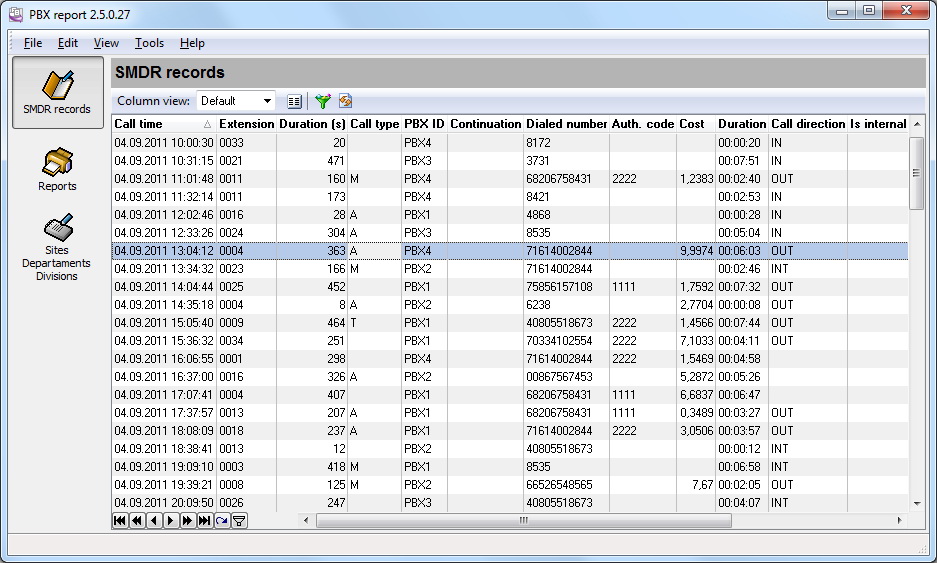 PBX report 2.5.0.27
File Edit View Tools Help
SMDR records
Reports
Sites
Departaments
Divisions
SMDR records
Column view: Default
Call time Extension Duration (s) Call type PBX ID Continuation Dialed number Auth. code Cost Duration Call direction Is internal
04.09.2011 10:00:30 0033 20 PBX4 8172 00:00:20 IN
04.09.2011 10:31:15 0021 471 PBX3 3731 00:07:51 IN
04.09.2011 11:01:48 0011 160 M PBX4 68206758431 2222 1,2383 00:02:40 OUT
04.09.2011 11:32:14 0011 173 PBX4 8421 00:02:53 IN
04.09.2011 12:02:46 0016 28 A PBX1 4868 00:00:28 IN
04.09.2011 12:33:26 0024 304 A PBX3 8535 00:05:04 IN
04.09.2011 13:04:12 0004 363 A PBX4 71614002844 9,9974 00:06:03 OUT
04.09.2011 13:34:32 0023 166 M PBX2 71614002844 00:02:46 INT
04.09.2011 14:04:44 0025 452 PBX1 75856157108 1111 1,7592 00:07:32 OUT
04.09.2011 14:35:18 0004 8 A PBX2 6238 2,7704 00:00:08 OUT
04.09.2011 15:05:40 0009 464 T PBX1 40805518673 2222 1,4566 00:07:44 OUT
04.09.2011 15:36:32 0034 251 PBX1 70334102554 2222 7,1033 00:04:11 OUT
04.09.2011 16:06:55 0001 298 PBX4 71614002844 2222 1,5469 00:04:58
04.09.2011 16:37:00 0016 326 A PBX2 00867567453 5,2872 00:05:26
04.09.2011 17:07:41 0004 407 PBX1 68206758431 1111 6,6837 00:06:47
04.09.2011 17:37:57 0013 207 A PBX1 68206758431 1111 0,3489 00:03:27 OUT
04.09.2011 18:08:09 0018 237 A PBX1 71614002844 2222 3,0506 00:03:57 OUT
04.09.2011 18:38:41 0013 12 PBX2 40805518673 00:00:12 INT
04.09.2011 19:09:10 0003 418 M PBX1 8535 00:06:58 INT
04.09.2011 19:39:21 0008 125 M PBX2 66526548565 7,67 00:02:05 OUT
04.09.2011 20:09:50 0026 247 PBX3 40805518673 00:04:07 INT